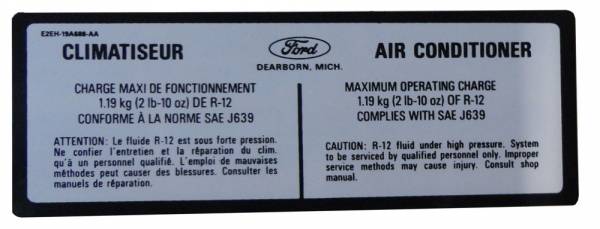 E2EH-19A688-AA
CLIMATISEUR
Ford
DEARBORN, MICH.
AIR CONDITIONER
CHARGE MAXI DE FONCTIONNEMENT
1.19 kg (2 lb-10 oz) DE R-12
CONFORME À LA NORME SAE J639
ATTENTION: Le fluide R-12 est sous forte pression.
Ne confier l'entretien et la réparation du clim.
qu'à un personnel qualifié. L'emploi de mauvaises
méthodes peut causer des blessures. Consulter les
manuels de réparation.
MAXIMUM OPERATING CHARGE
1.19 kg (2 lb-10 oz) OF R-12
COMPLIES WITH SAE J639
CAUTION: R-12 fluid under high pressure. System
to be serviced by qualified personnel only. Improper
service methods may cause injury. Consult shop
manual.